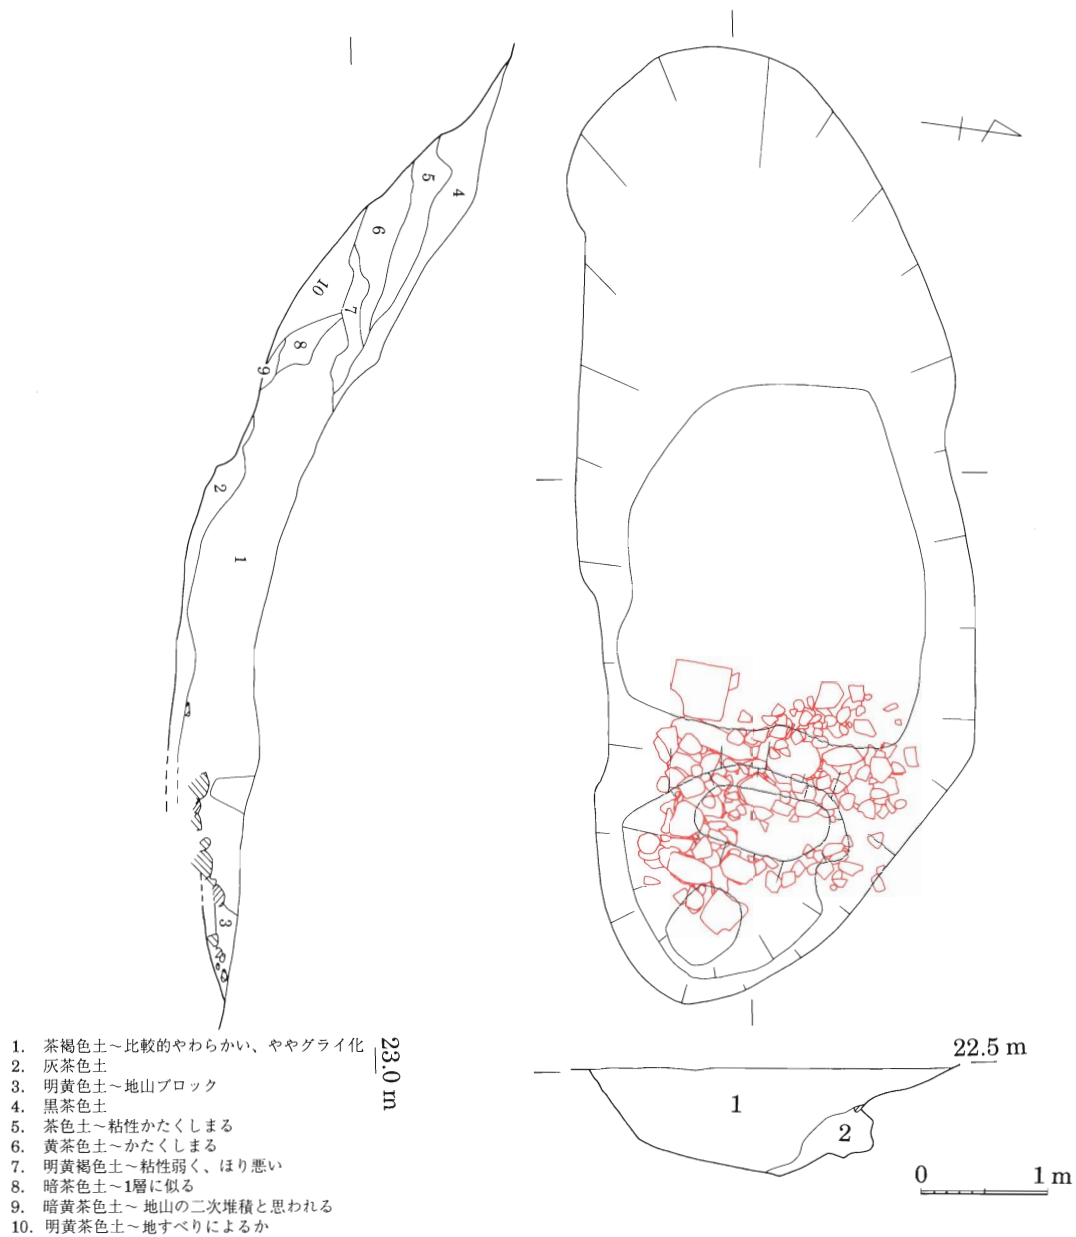 5
4
6
10
7
8
9
2
1
3
1. 茶褐色土～比較的やわらかい、ややグライ化
2. 灰茶色土
3. 明黄色土～地山ブロック
4. 黒茶色土
5. 茶色土～粘性かたくしまる
6. 黄茶色土～かたくしまる
7. 明黄褐色土～粘性弱く、ほり悪い
8. 暗茶色土～1層に似る
9. 暗黄茶色土～ 地山の二次堆積と思われる
10. 明黄茶色土～地すべりによるか
23.0 m
22.5 m
1
2
0 1 m